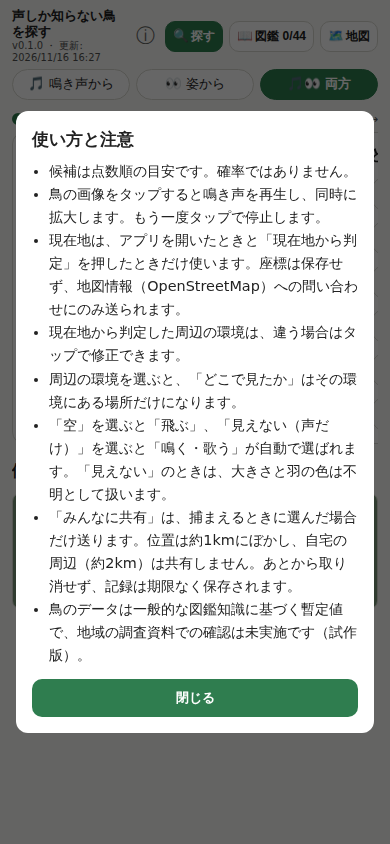 声しか知らない鳥
を探す
v0.1.0 ・ 更新:
2026/11/16 16:27
ⓘ
🔍 探す
📖 図鑑 0/44
🗺️ 地図
🎵 鳴き声から
👀 姿から
🎵👀 両方
使い方と注意
• 候補は点数順の目安です。確率ではありません。
• 鳥の画像をタップすると鳴き声を再生し、同時に
拡大します。もう一度タップで停止します。
• 現在地は、アプリを開いたときと「現在地から判
定」を押したときだけ使います。座標は保存せ
ず、地図情報（OpenStreetMap）への問い合わ
せにのみ送られます。
• 現在地から判定した周辺の環境は、違う場合はタ
ップで修正できます。
• 周辺の環境を選ぶと、「どこで見たか」はその環
境にある場所だけになります。
• 「空」を選ぶと「飛ぶ」、「見えない（声だ
け）」を選ぶと「鳴く・歌う」が自動で選ばれま
す。「見えない」のときは、大きさと羽の色は不
明として扱います。
• 「みんなに共有」は、捕まえるときに選んだ場合
だけ送ります。位置は約1kmにぼかし、自宅の
周辺（約2km）は共有しません。あとから取り
消せず、記録は期限なく保存されます。
• 鳥のデータは一般的な図鑑知識に基づく暫定値
で、地域の調査資料での確認は未実施です（試作
版）。
閉じる